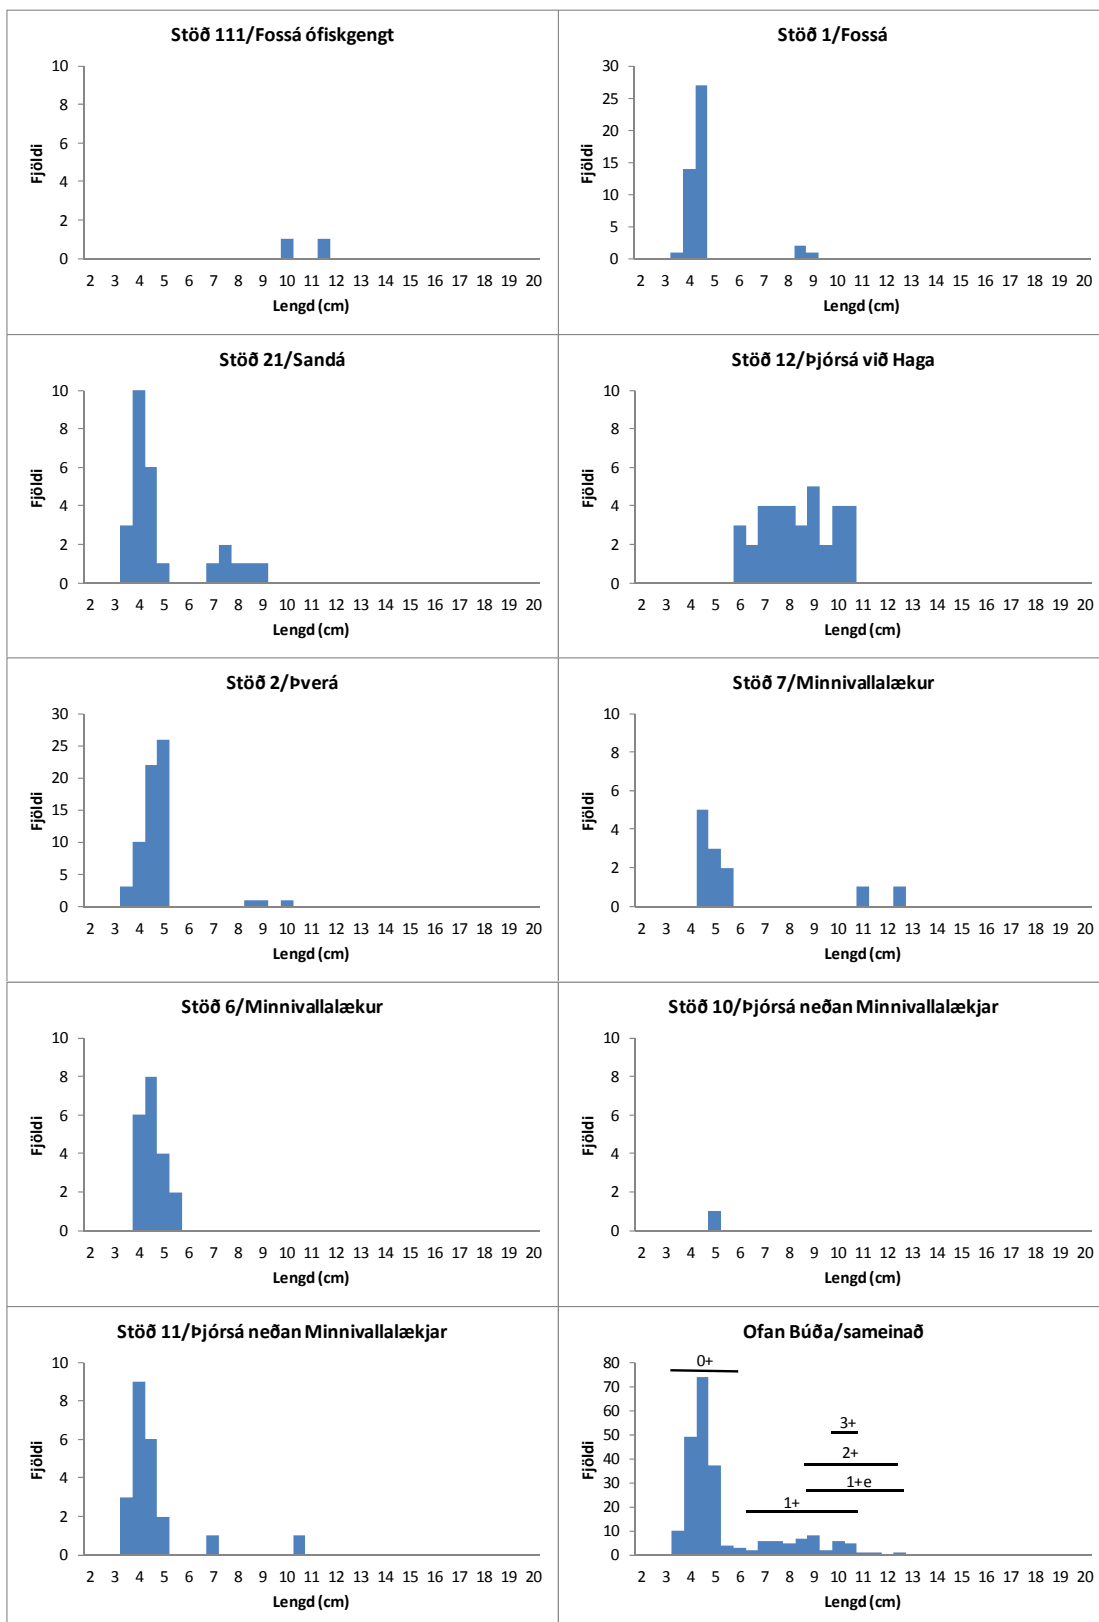 Stöð 111/Fossá ófiskgengt
Fjöldi
10
8
6
4
2
0
2 3 4 5 6 7 8 9 10 11 12 13 14 15 16 17 18 19 20
Lengd (cm)
Stöð 1/Fossá
Fjöldi
30
25
20
15
10
5
0
2 3 4 5 6 7 8 9 10 11 12 13 14 15 16 17 18 19 20
Lengd (cm)
Stöð 21/Sandá
Fjöldi
10
8
6
4
2
0
2 3 4 5 6 7 8 9 10 11 12 13 14 15 16 17 18 19 20
Lengd (cm)
Stöð 12/Þjórsá við Haga
Fjöldi
10
8
6
4
2
0
2 3 4 5 6 7 8 9 10 11 12 13 14 15 16 17 18 19 20
Lengd (cm)
Stöð 2/Þverá
Fjöldi
30
25
20
15
10
5
0
2 3 4 5 6 7 8 9 10 11 12 13 14 15 16 17 18 19 20
Lengd (cm)
Stöð 7/Minnivallalækur
Fjöldi
10
8
6
4
2
0
2 3 4 5 6 7 8 9 10 11 12 13 14 15 16 17 18 19 20
Lengd (cm)
Stöð 6/Minnivallalækur
Fjöldi
10
8
6
4
2
0
2 3 4 5 6 7 8 9 10 11 12 13 14 15 16 17 18 19 20
Lengd (cm)
Stöð 10/Þjórsá neðan Minnivallalækjar
Fjöldi
10
8
6
4
2
0
2 3 4 5 6 7 8 9 10 11 12 13 14 15 16 17 18 19 20
Lengd (cm)
Stöð 11/Þjórsá neðan Minnivallalækjar
Fjöldi
10
8
6
4
2
0
2 3 4 5 6 7 8 9 10 11 12 13 14 15 16 17 18 19 20
Lengd (cm)
Ofan Búða/sameinað
Fjöldi
80
70
60
50
40
30
20
10
0
0+
3+
2+
1+e
1+
2 3 4 5 6 7 8 9 10 11 12 13 14 15 16 17 18 19 20
Lengd (cm)